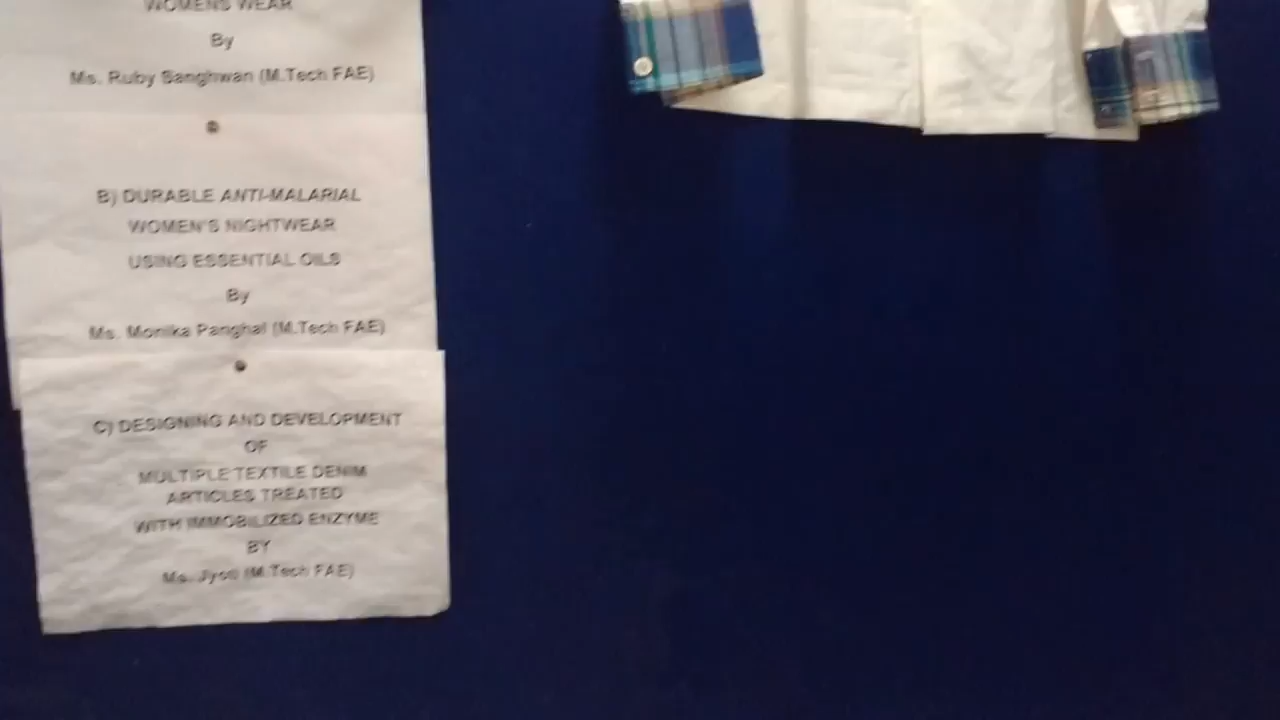 WOMENS WEAR
By
Ms. Ruby Sanghwan (M.Tech FAE)
B) DURABLE ANTI-MALARIAL
WOMEN'S NIGHTWEAR
USING ESSENTIAL OILS
By
Ms. Monika Panghal (M.Tech FAE)
C) DESIGNING AND DEVELOPMENT
OF
MULTIPLE TEXTILE DENIM
ARTICLES TREATED
WITH IMMOBILIZED ENZYME
BY
Ms. Jyoti (M.Tech FAE)